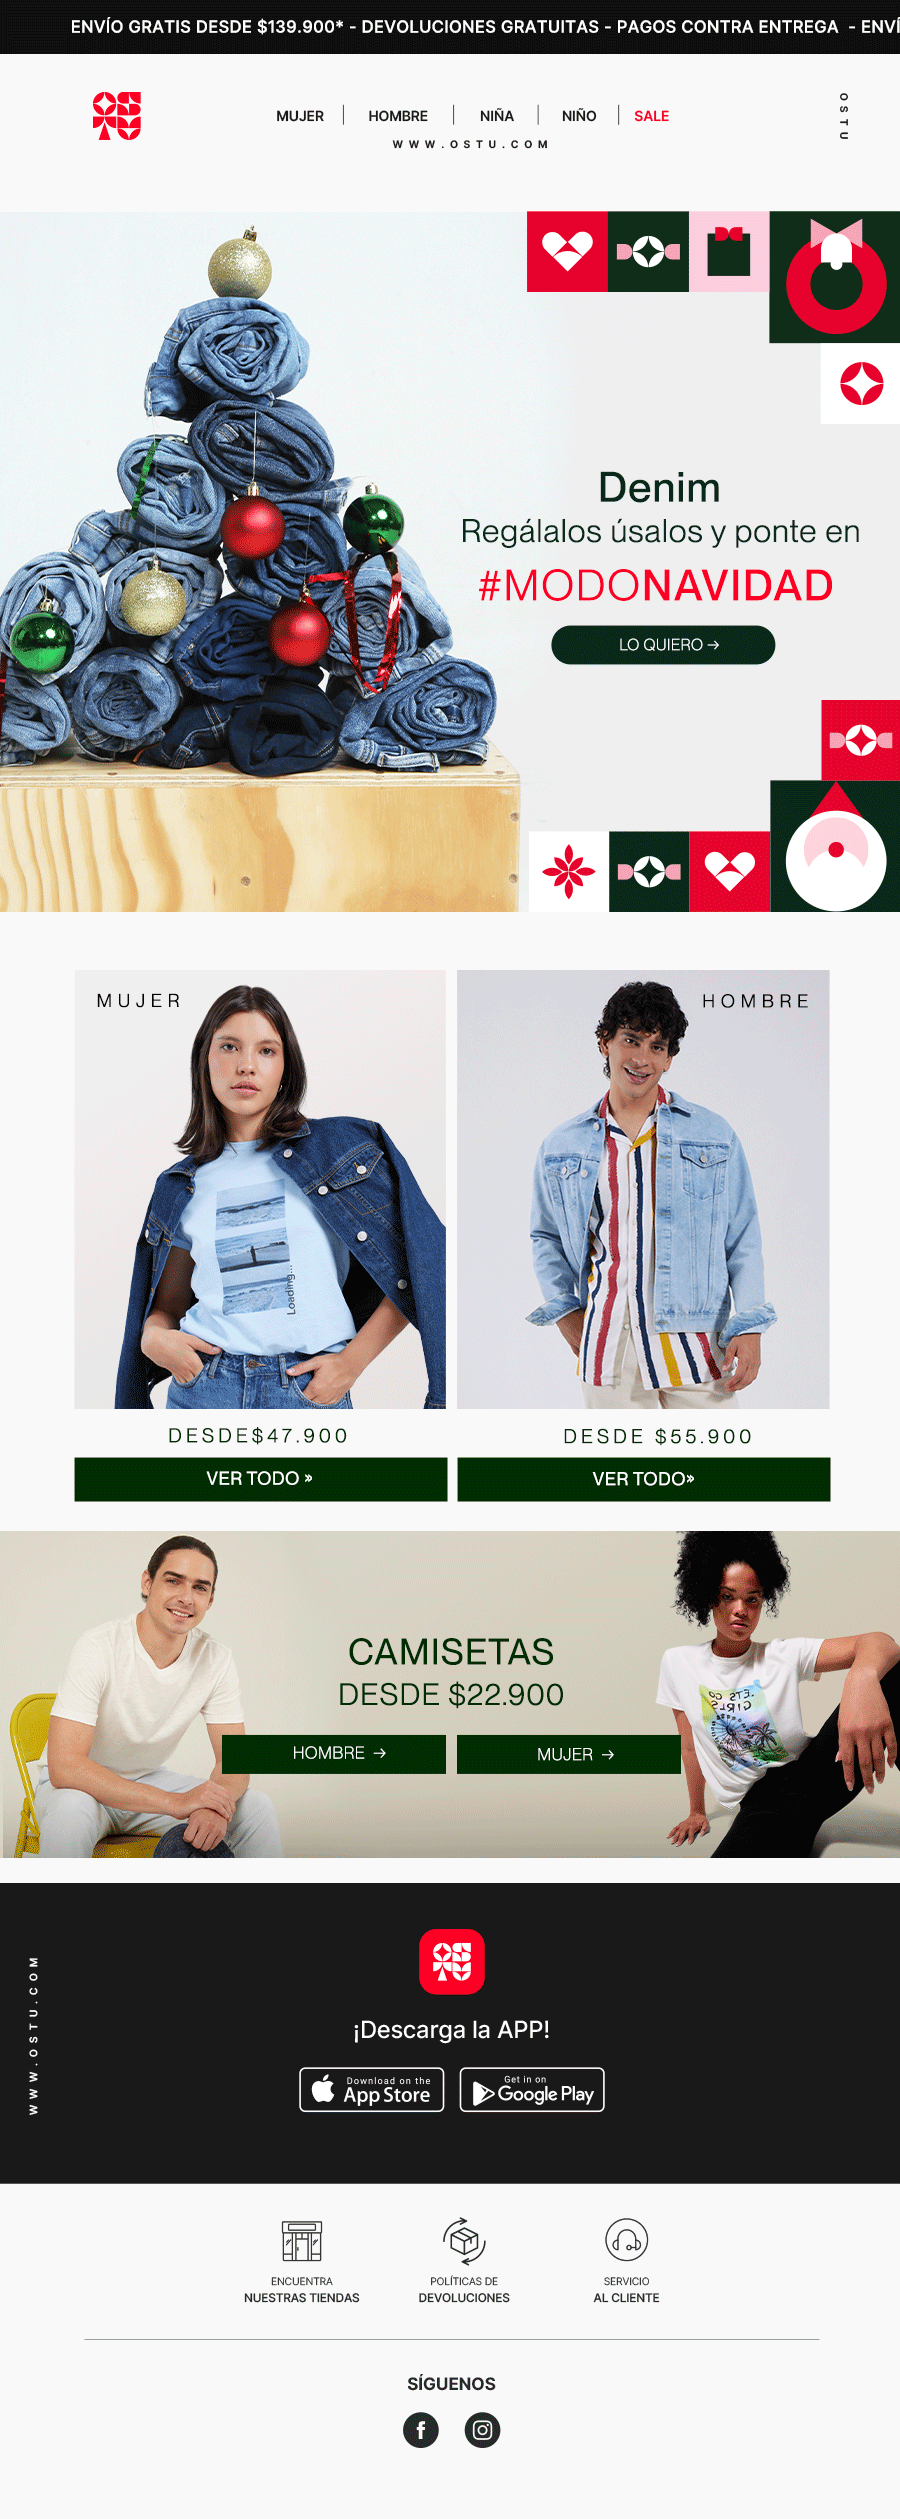 ENVÍO GRATIS DESDE $139.900* - DEVOLUCIONES GRATUITAS - PAGOS CONTRA ENTREGA - ENVÍ
MUJER | HOMBRE | NIÑA | NIÑO | SALE
WWW.OSTU.COM
OSTU
Denim
Regálalos úsalos y ponte en
#MODONAVIDAD
LO QUIERO →
MUJER
HOMBRE
Loading...
DESDE$47.900
DESDE $55.900
VER TODO »
VER TODO»
CAMISETAS
DESDE $22.900
HOMBRE →
MUJER →
WWW.OSTU.COM
OSTU
¡Descarga la APP!
Download on the
App Store
Get in on
Google Play
ENCUENTRA
NUESTRAS TIENDAS
POLÍTICAS DE
DEVOLUCIONES
SERVICIO
AL CLIENTE
SÍGUENOS